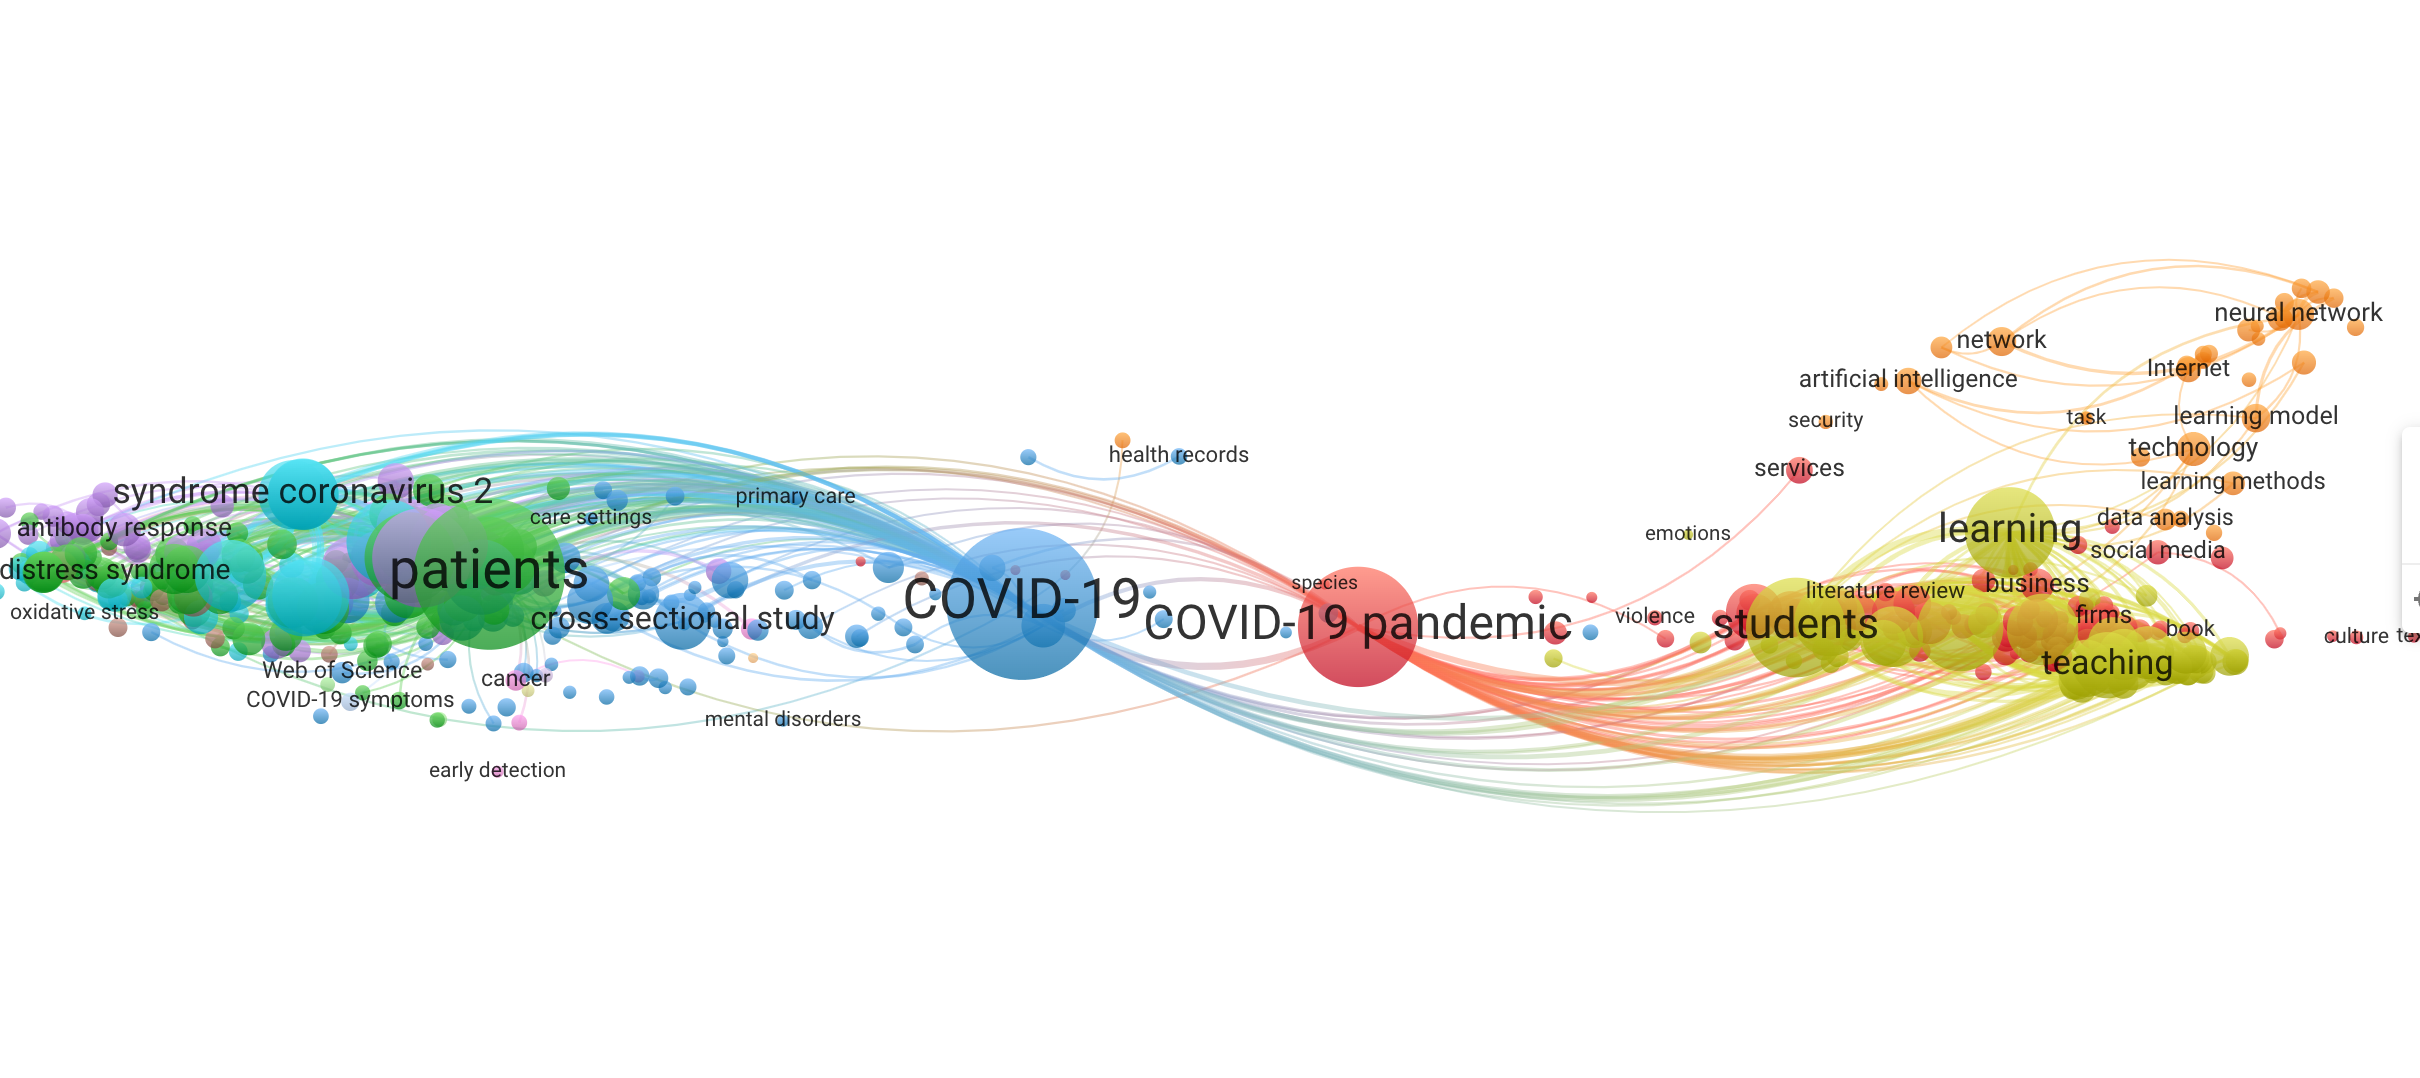 neural network
network
Internet
artificial intelligence
learning model
task
security
technology
health records
services
learning methods
syndrome coronavirus 2
primary care
care settings
data analysis
antibody response
learning
emotions
social media
distress syndrome
patients
species
business
literature review
COVID-19
oxidative stress
cross-sectional study
COVID-19 pandemic
violence
students
firms
book
culture
teaching
Web of Science
cancer
COVID-19 symptoms
mental disorders
early detection